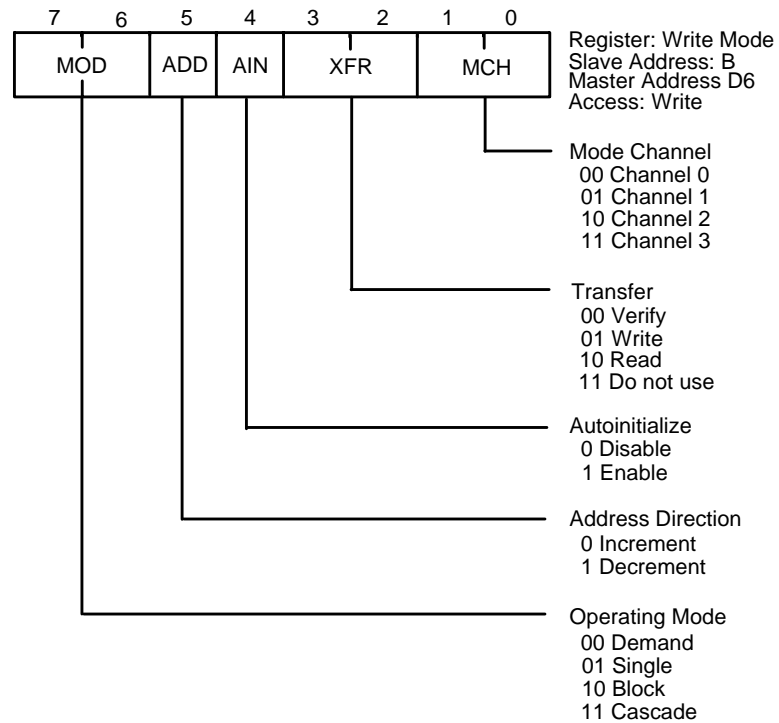 7 6 5 4 3 2 1 0
MOD ADD AIN XFR MCH
Register: Write Mode
Slave Address: B
Master Address D6
Access: Write
Mode Channel
00 Channel 0
01 Channel 1
10 Channel 2
11 Channel 3
Transfer
00 Verify
01 Write
10 Read
11 Do not use
Autoinitialize
0 Disable
1 Enable
Address Direction
0 Increment
1 Decrement
Operating Mode
00 Demand
01 Single
10 Block
11 Cascade